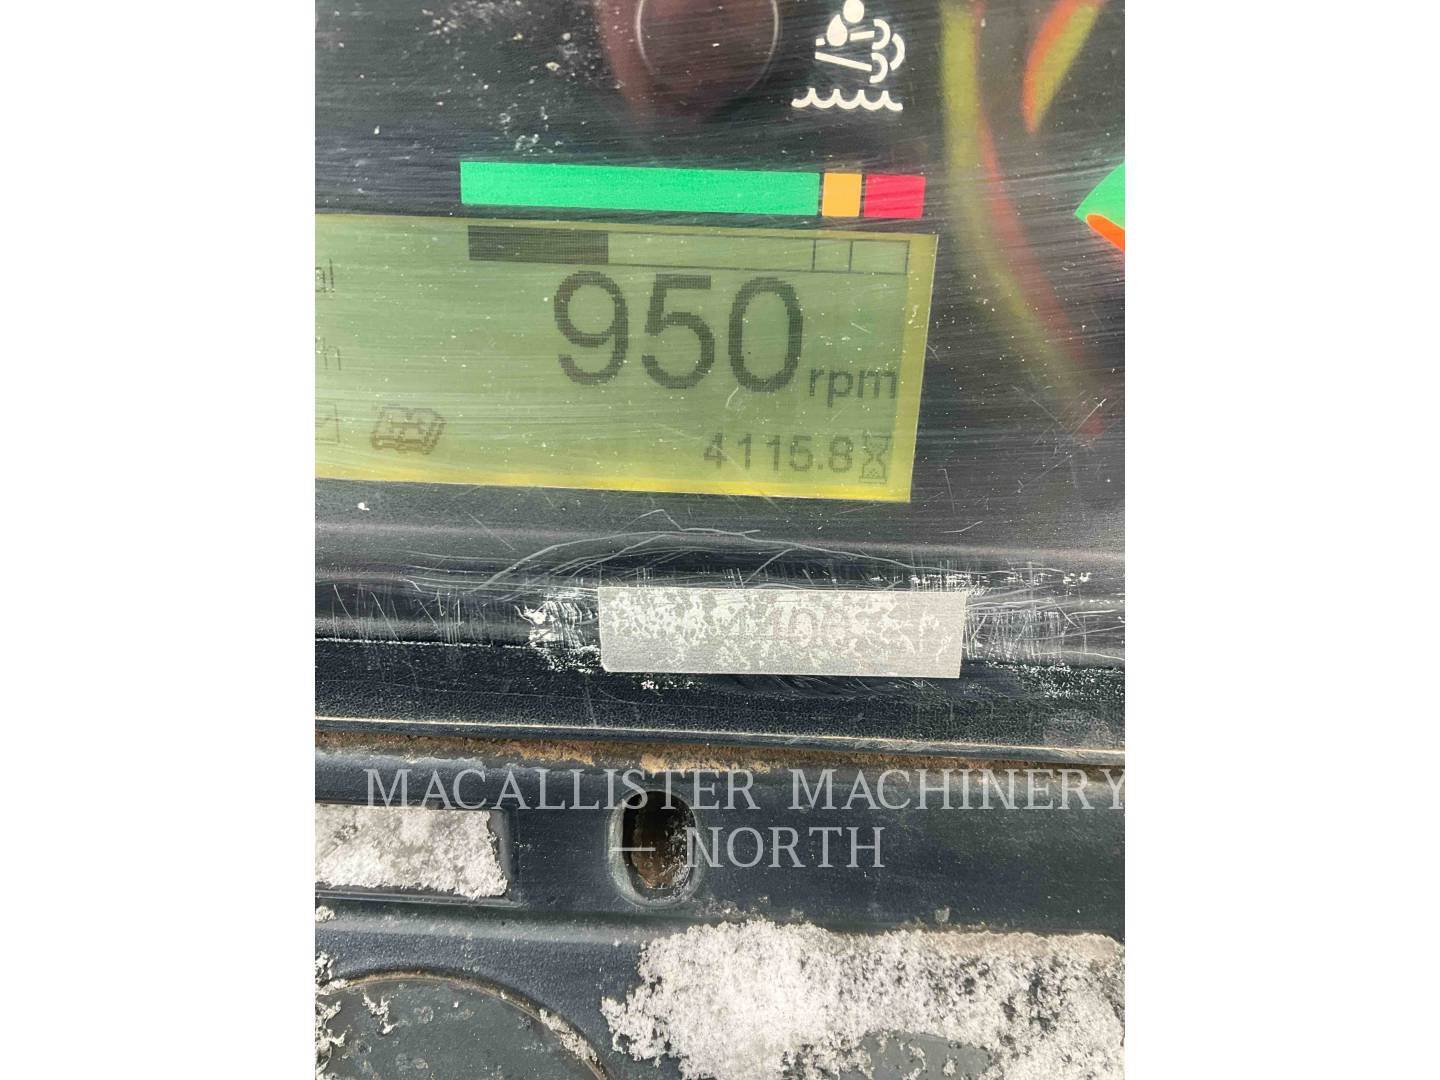 950 rpm
4115.8
MACALLISTER MACHINERY
— NORTH